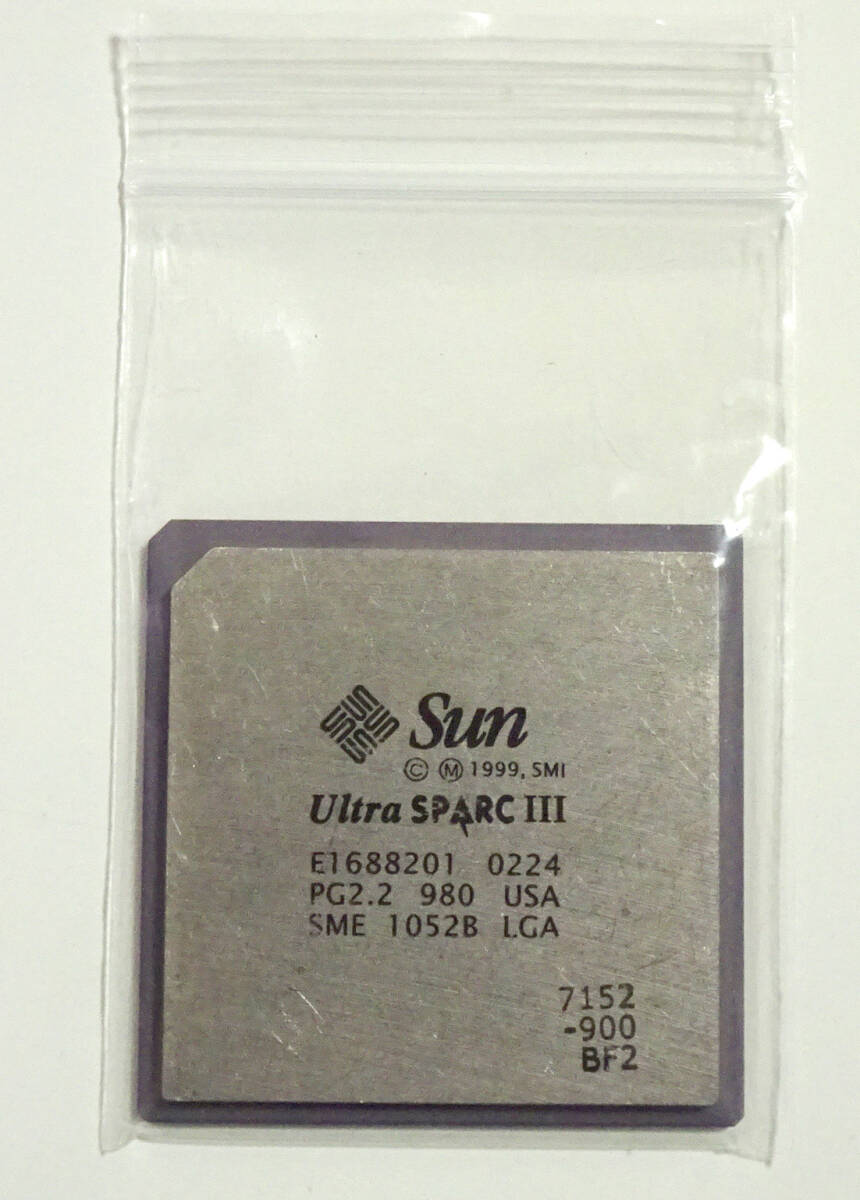 Sun
© Ⓜ 1999, SMI
Ultra SPARC III
E1688201 0224
PG2.2 980 USA
SME 1052B LGA
7152
-900
BF2